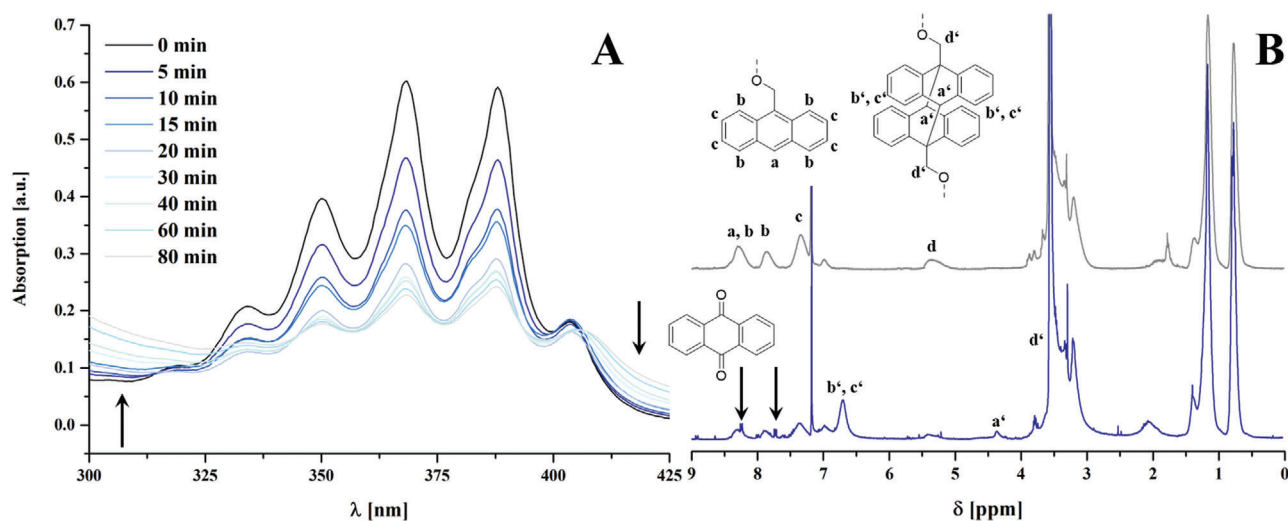 A
0 min
5 min
10 min
15 min
20 min
30 min
40 min
60 min
80 min
Absorption [a.u.]
0.7
0.6
0.5
0.4
0.3
0.2
0.1
0.0
300 325 350 375 400 425
λ [nm]
B
O
d‘
O
b b
c c
c c
b a b
b‘, c‘ a‘
a‘ b‘, c‘
d‘
O
a, b b c d
O
O
d‘
b‘, c‘
a‘
9 8 7 6 5 4 3 2 1 0
δ [ppm]